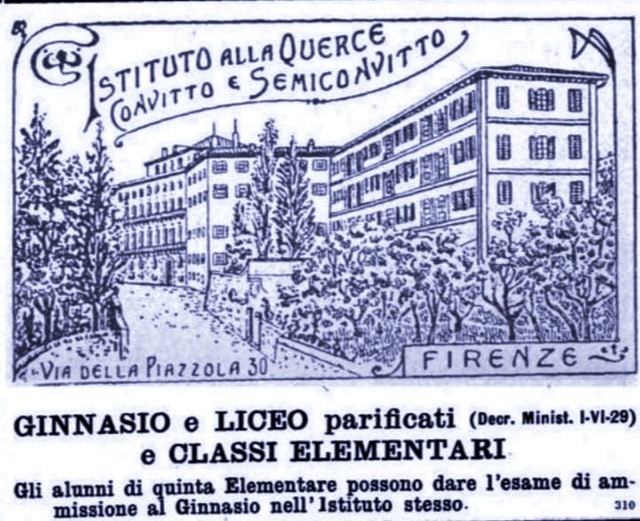 ISTITUTO ALLA QUERCE
CONVITTO E SEMICONVITTO
VIA DELLA PIAZZOLA 30
FIRENZE
GINNASIO e LICEO parificati (Decr. Minist. I-VI-29)
e CLASSI ELEMENTARI
Gli alunni di quinta Elementare possono dare l'esame di am-
missione al Ginnasio nell'Istituto stesso.
310